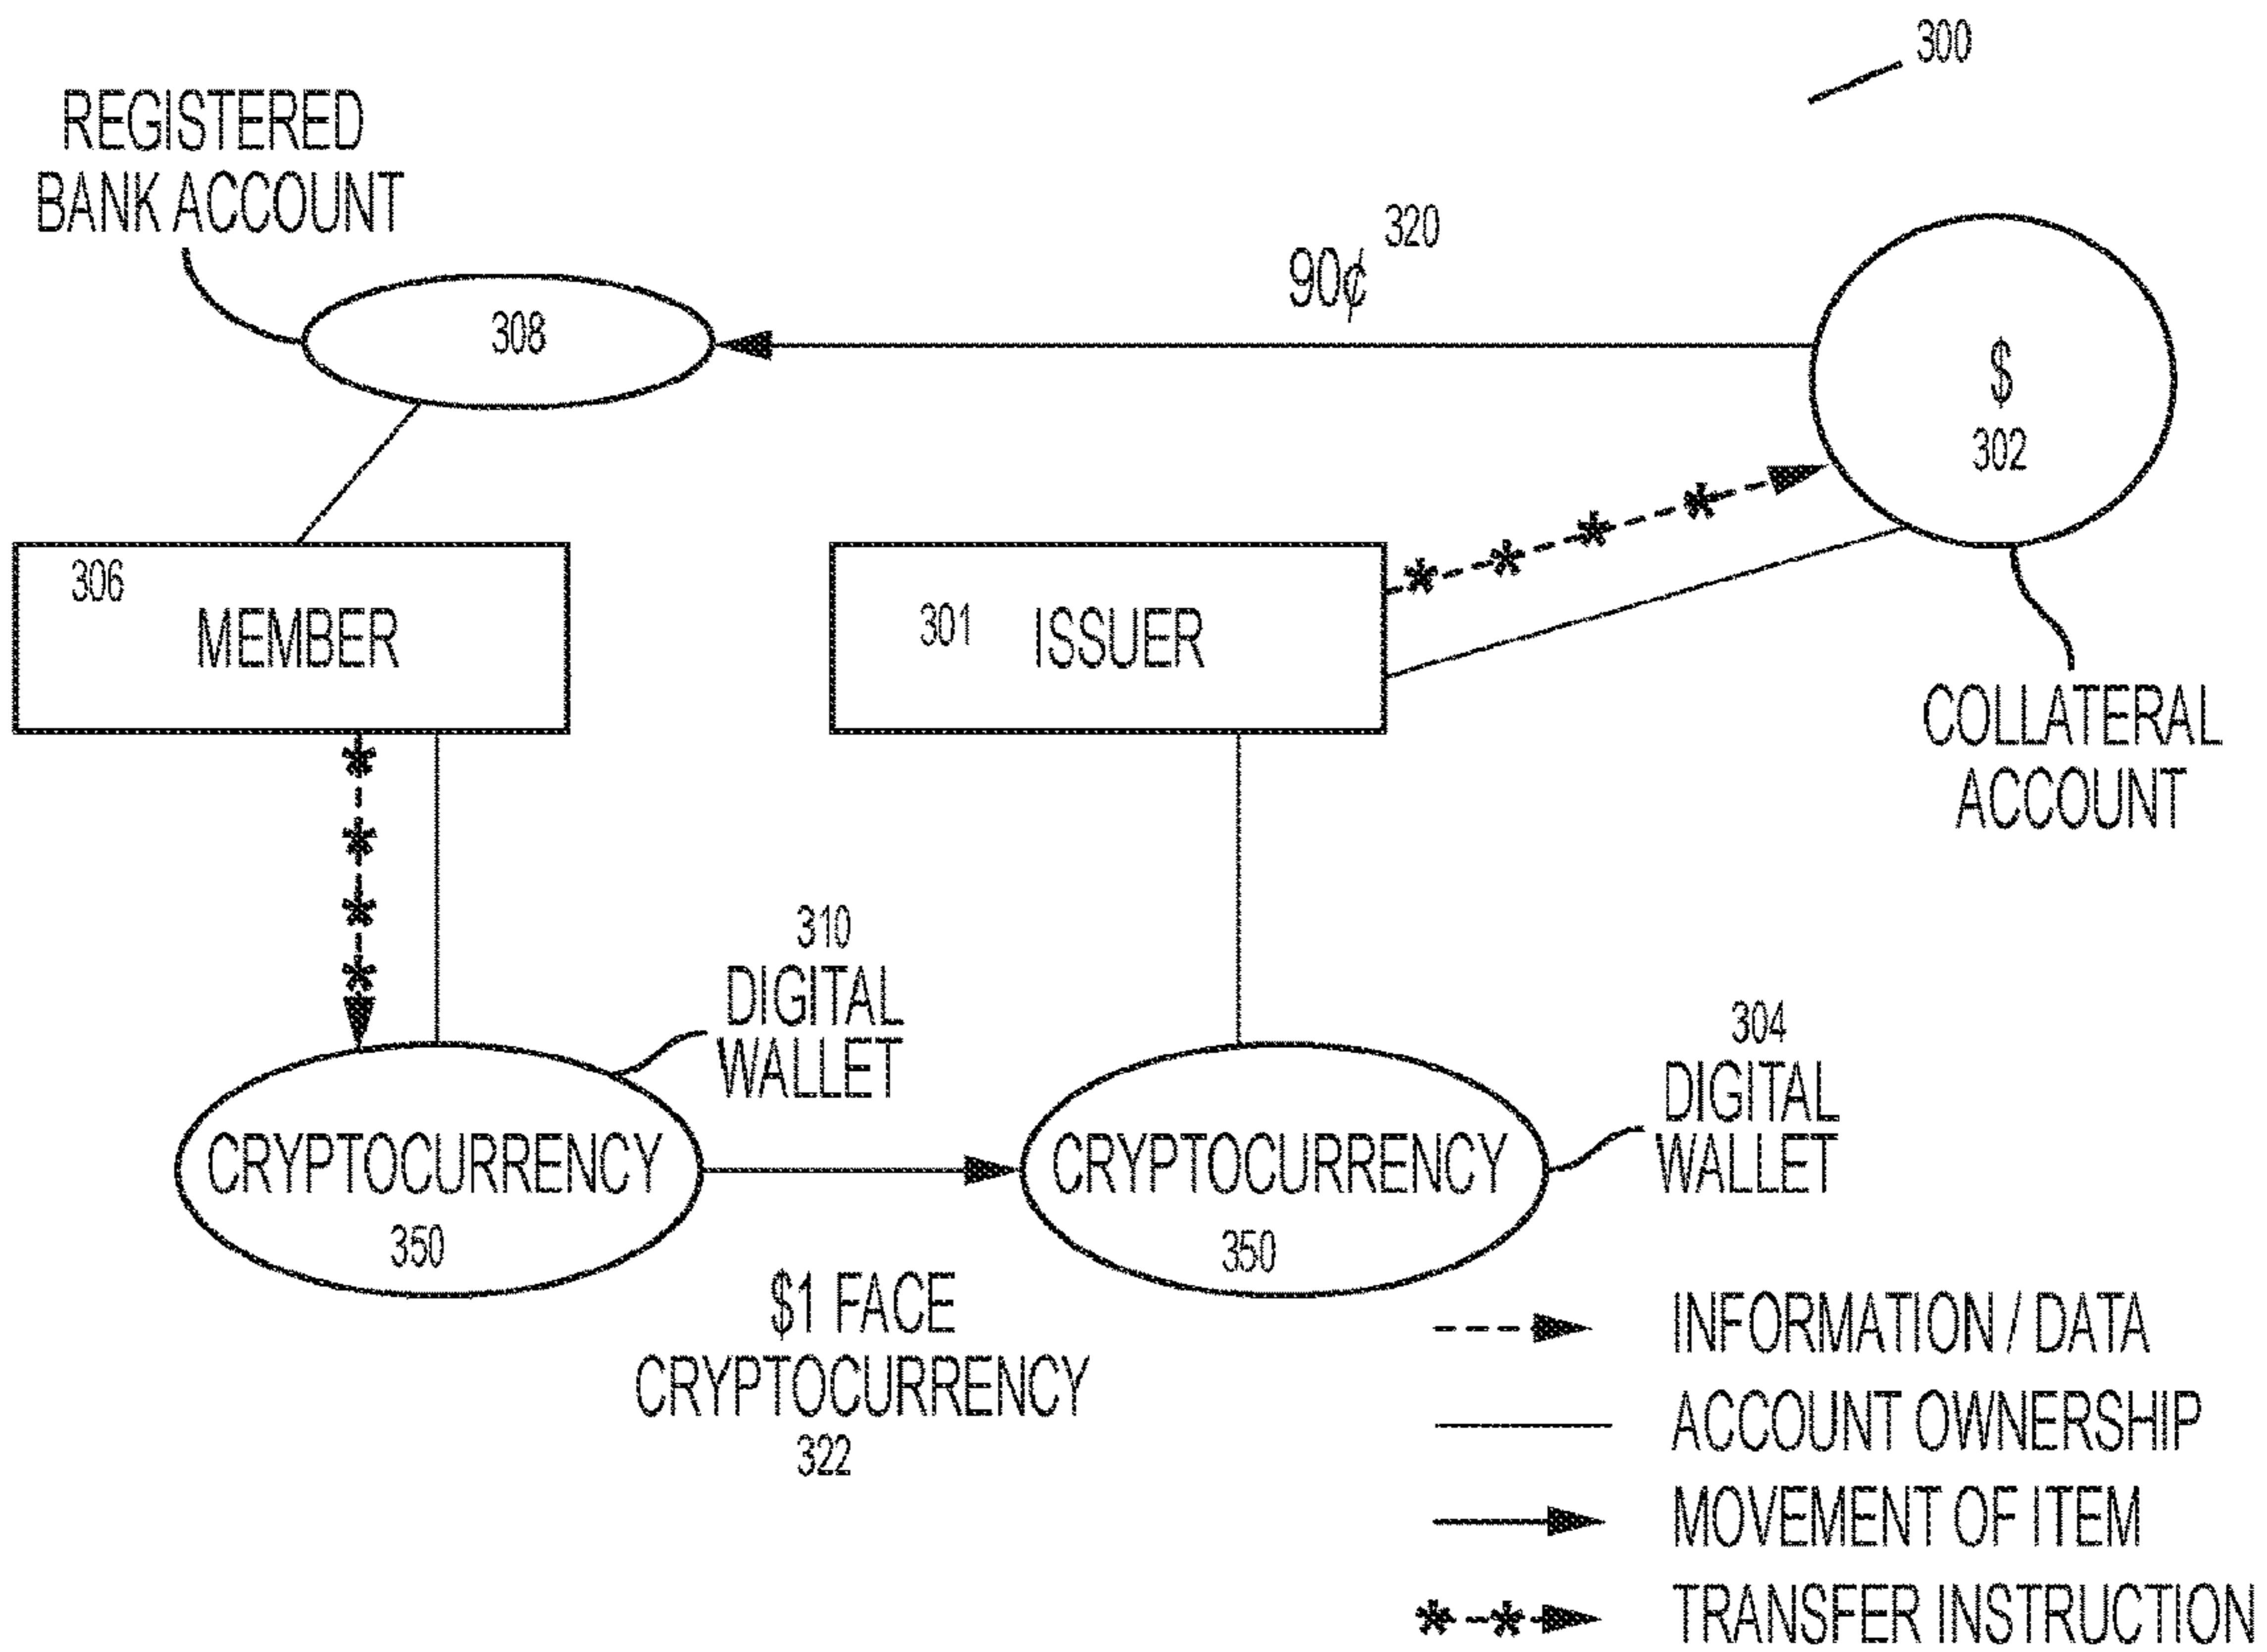 300
REGISTERED
BANK ACCOUNT
320
90¢
308
$
302
306
MEMBER
301 ISSUER
COLLATERAL
ACCOUNT
310
DIGITAL
WALLET
304
DIGITAL
WALLET
CRYPTOCURRENCY
350
CRYPTOCURRENCY
350
$1 FACE
CRYPTOCURRENCY
322
INFORMATION / DATA
ACCOUNT OWNERSHIP
MOVEMENT OF ITEM
TRANSFER INSTRUCTION